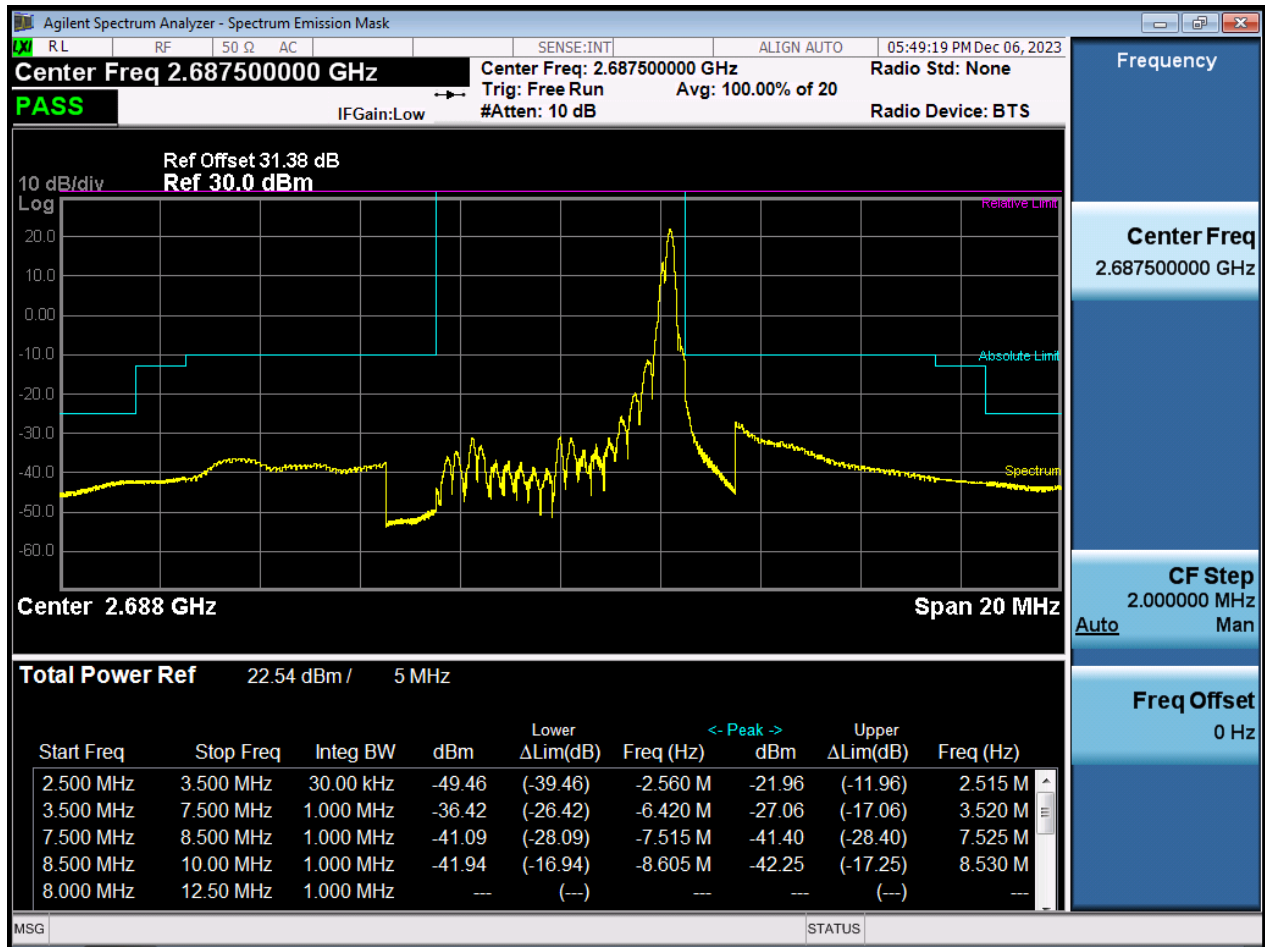 Agilent Spectrum Analyzer - Spectrum Emission Mask
LXI RL RF 50 Ω AC SENSE:INT ALIGN AUTO 05:49:19 PM Dec 06, 2023
Center Freq 2.687500000 GHz
PASS
IFGain:Low
Center Freq: 2.687500000 GHz
Trig: Free Run Avg: 100.00% of 20
#Atten: 10 dB
Radio Std: None
Radio Device: BTS
Ref Offset 31.38 dB
10 dB/div Ref 30.0 dBm
Log
Relative Limit
20.0
10.0
0.00
-10.0
Absolute Limit
-20.0
-30.0
-40.0
Spectrum
-50.0
-60.0
Center 2.688 GHz Span 20 MHz
Total Power Ref 22.54 dBm / 5 MHz
Lower <- Peak -> Upper
Start Freq Stop Freq Integ BW dBm ΔLim(dB) Freq (Hz) dBm ΔLim(dB) Freq (Hz)
2.500 MHz 3.500 MHz 30.00 kHz -49.46 (-39.46) -2.560 M -21.96 (-11.96) 2.515 M
3.500 MHz 7.500 MHz 1.000 MHz -36.42 (-26.42) -6.420 M -27.06 (-17.06) 3.520 M
7.500 MHz 8.500 MHz 1.000 MHz -41.09 (-28.09) -7.515 M -41.40 (-28.40) 7.525 M
8.500 MHz 10.00 MHz 1.000 MHz -41.94 (-16.94) -8.605 M -42.25 (-17.25) 8.530 M
8.000 MHz 12.50 MHz 1.000 MHz --- (---) --- --- (---) ---
MSG STATUS
Frequency
Center Freq
2.687500000 GHz
CF Step
2.000000 MHz
Auto Man
Freq Offset
0 Hz